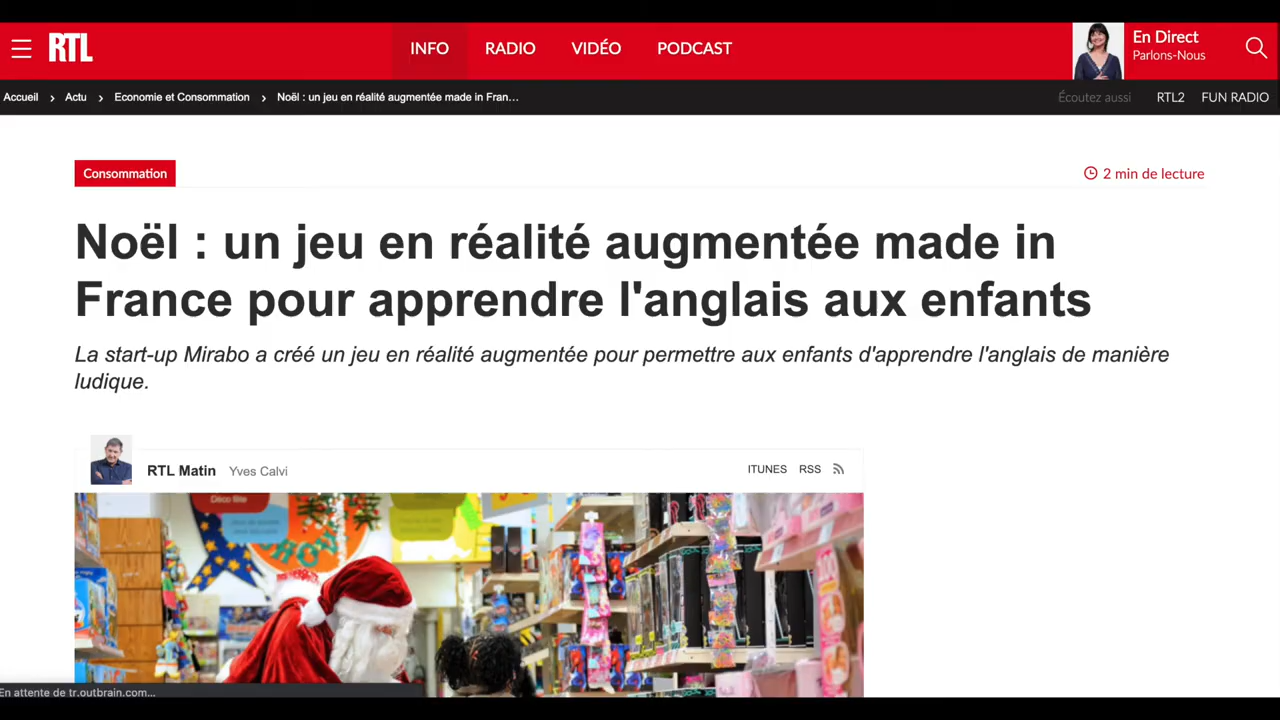 RTL
INFO
RADIO
VIDÉO
PODCAST
En Direct
Parlons-Nous
Accueil > Actu > Economie et Consommation > Noël : un jeu en réalité augmentée made in Fran…
Écoutez aussi
RTL2
FUN RADIO
Consommation
2 min de lecture
Noël : un jeu en réalité augmentée made in
France pour apprendre l'anglais aux enfants
La start-up Mirabo a créé un jeu en réalité augmentée pour permettre aux enfants d'apprendre l'anglais de manière
ludique.
RTL Matin
Yves Calvi
ITUNES
RSS
Déco fête
En attente de tr.outbrain.com...